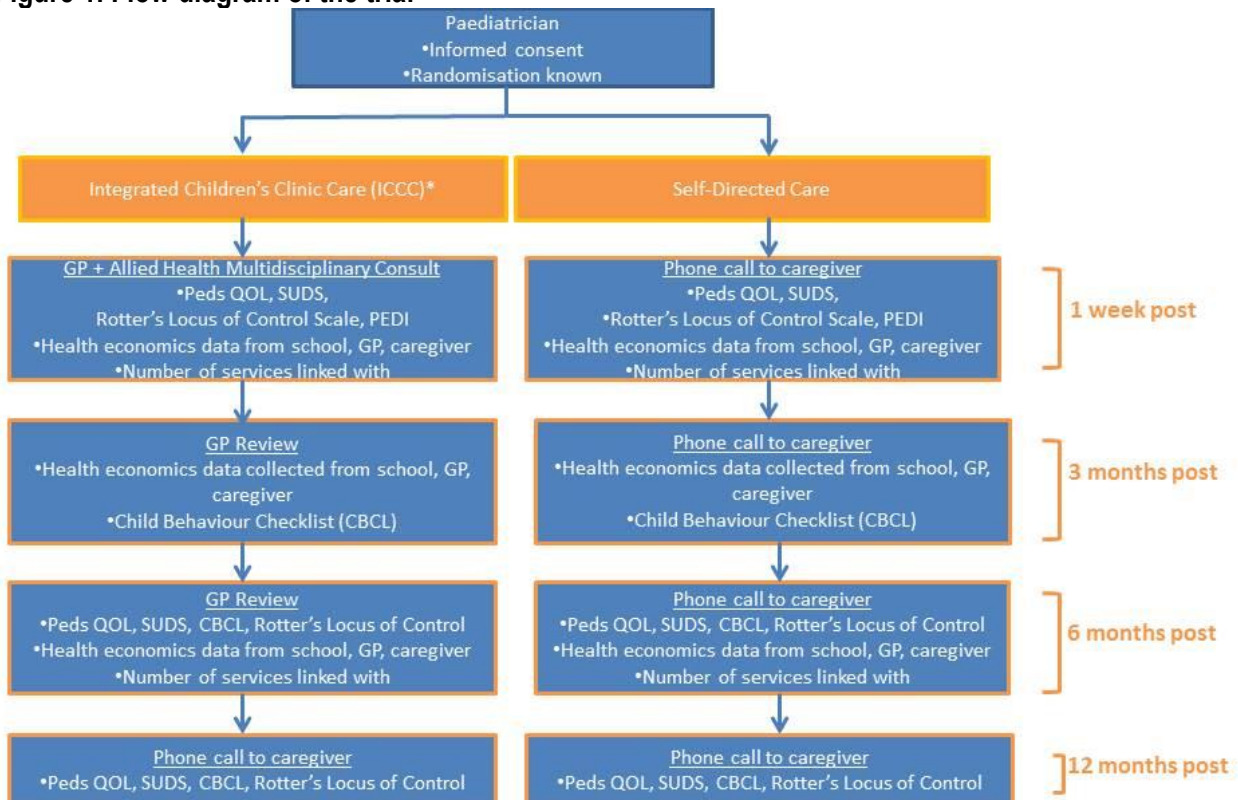 Figure 1: Flow diagram of the trial
Paediatrician
•Informed consent
•Randomisation known
Integrated Children's Clinic Care (ICCC)*
Self-Directed Care
GP + Allied Health Multidisciplinary Consult
•Peds QOL, SUDS,
Rotter's Locus of Control Scale, PEDI
•Health economics data from school, GP, caregiver
•Number of services linked with
Phone call to caregiver
•Peds QOL, SUDS,
•Rotter's Locus of Control Scale, PEDI
•Health economics data from school, GP, caregiver
•Number of services linked with
1 week post
GP Review
•Health economics data collected from school, GP,
caregiver
•Child Behaviour Checklist (CBCL)
Phone call to caregiver
•Health economics data collected from school, GP,
caregiver
•Child Behaviour Checklist (CBCL)
3 months post
GP Review
•Peds QOL, SUDS, CBCL, Rotter's Locus of Control
•Health economics data from school, GP, caregiver
•Number of services linked with
Phone call to caregiver
•Peds QOL, SUDS, CBCL, Rotter's Locus of Control
•Health economics data from school, GP, caregiver
•Number of services linked with
6 months post
Phone call to caregiver
•Peds QOL, SUDS, CBCL, Rotter's Locus of Control
Phone call to caregiver
•Peds QOL, SUDS, CBCL, Rotter's Locus of Control
12 months post